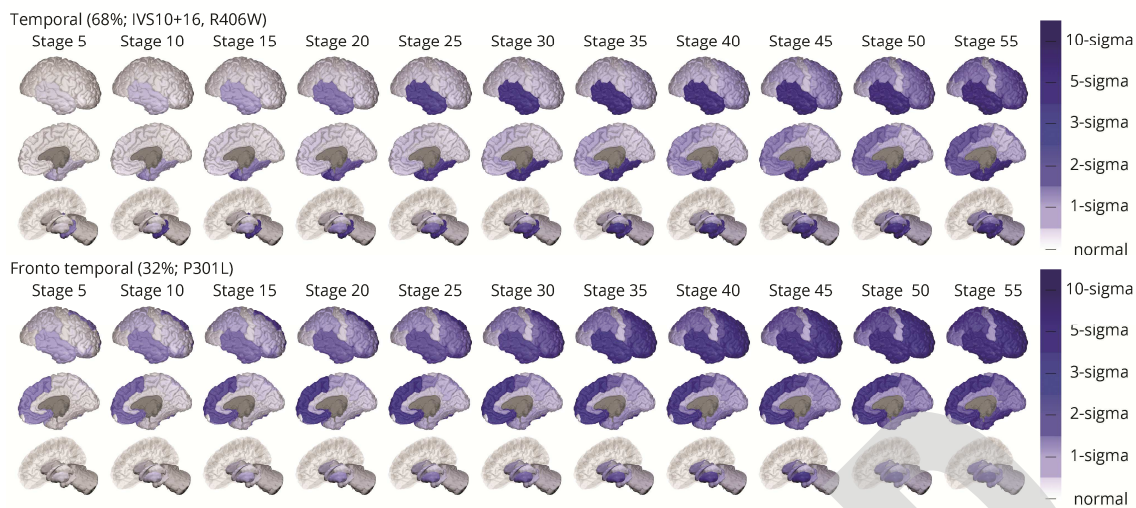 Temporal (68%; IVS10+16, R406W)
Stage 5 Stage 10 Stage 15 Stage 20 Stage 25 Stage 30 Stage 35 Stage 40 Stage 45 Stage 50 Stage 55
10-sigma
5-sigma
3-sigma
2-sigma
1-sigma
normal
Fronto temporal (32%; P301L)
Stage 5 Stage 10 Stage 15 Stage 20 Stage 25 Stage 30 Stage 35 Stage 40 Stage 45 Stage 50 Stage 55
10-sigma
5-sigma
3-sigma
2-sigma
1-sigma
normal